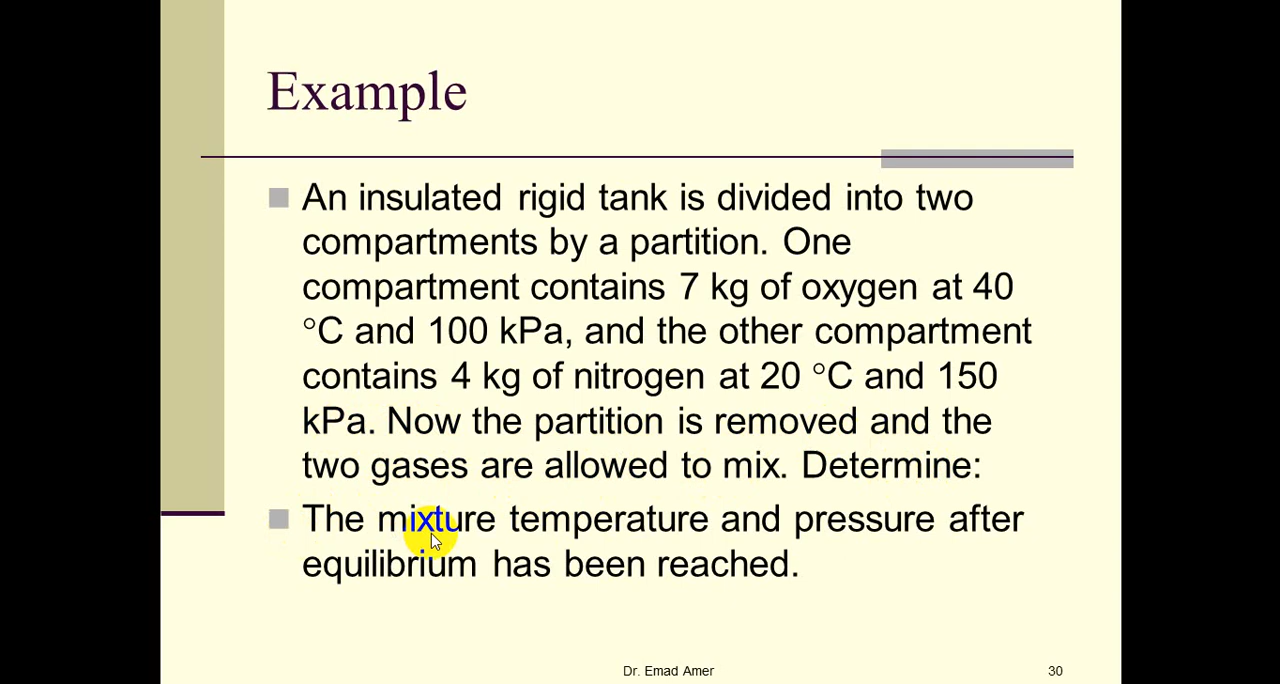 Example
An insulated rigid tank is divided into two
compartments by a partition. One
compartment contains 7 kg of oxygen at 40
°C and 100 kPa, and the other compartment
contains 4 kg of nitrogen at 20 °C and 150
kPa. Now the partition is removed and the
two gases are allowed to mix. Determine:
The mixture temperature and pressure after
equilibrium has been reached.
Dr. Emad Amer
30